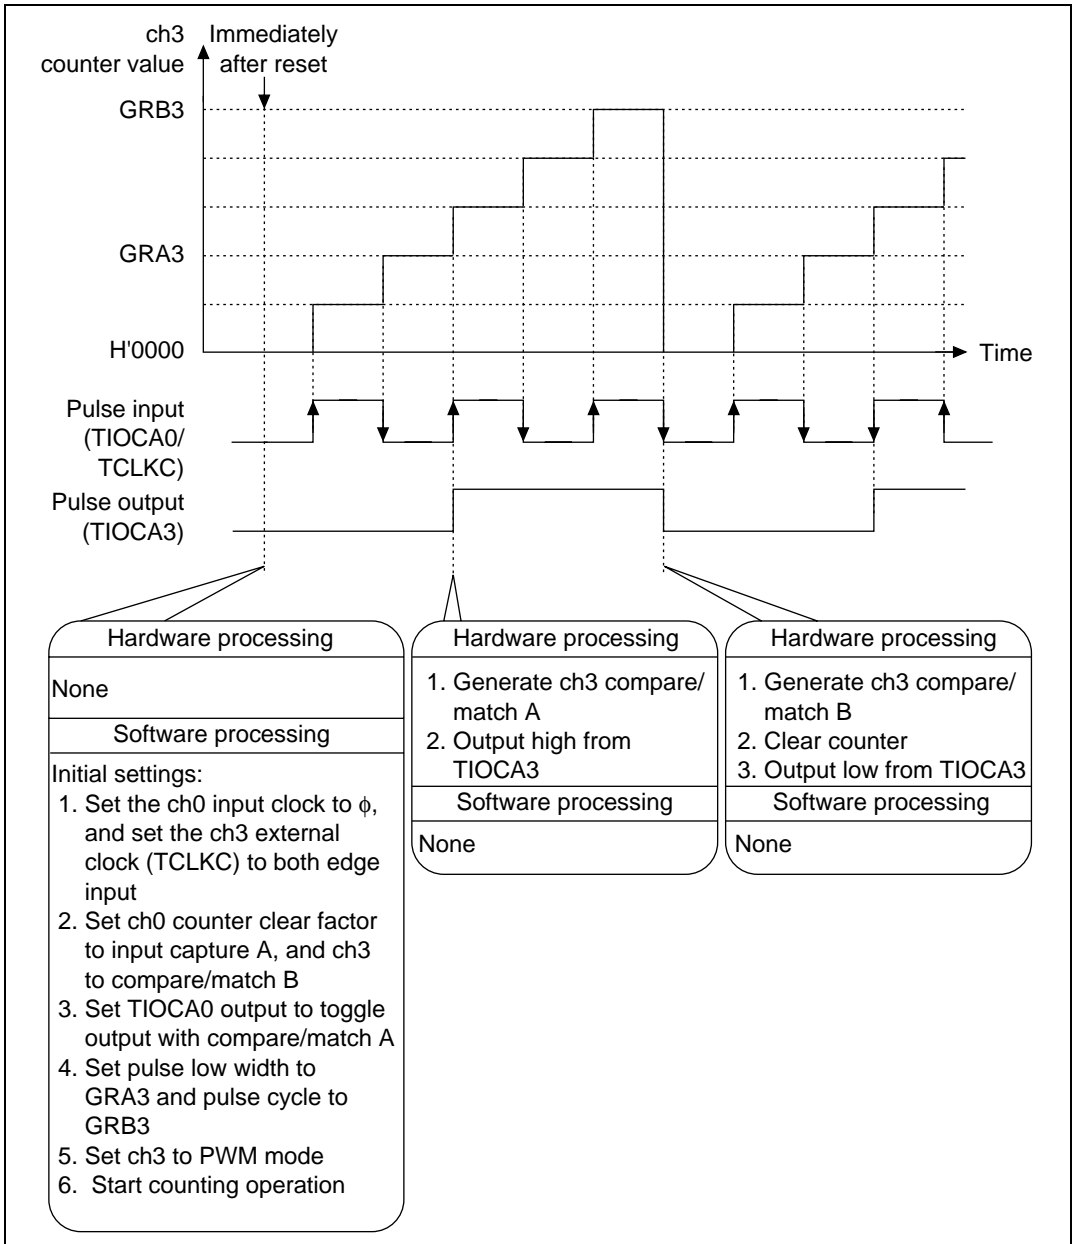 ch3
counter value
Immediately
after reset
GRB3
GRA3
H'0000
Time
Pulse input
(TIOCA0/
TCLKC)
Pulse output
(TIOCA3)
Hardware processing
None
Software processing
Initial settings:
1. Set the ch0 input clock to ϕ,
and set the ch3 external
clock (TCLKC) to both edge
input
2. Set ch0 counter clear factor
to input capture A, and ch3
to compare/match B
3. Set TIOCA0 output to toggle
output with compare/match A
4. Set pulse low width to
GRA3 and pulse cycle to
GRB3
5. Set ch3 to PWM mode
6. Start counting operation
Hardware processing
1. Generate ch3 compare/
match A
2. Output high from
TIOCA3
Software processing
None
Hardware processing
1. Generate ch3 compare/
match B
2. Clear counter
3. Output low from TIOCA3
Software processing
None